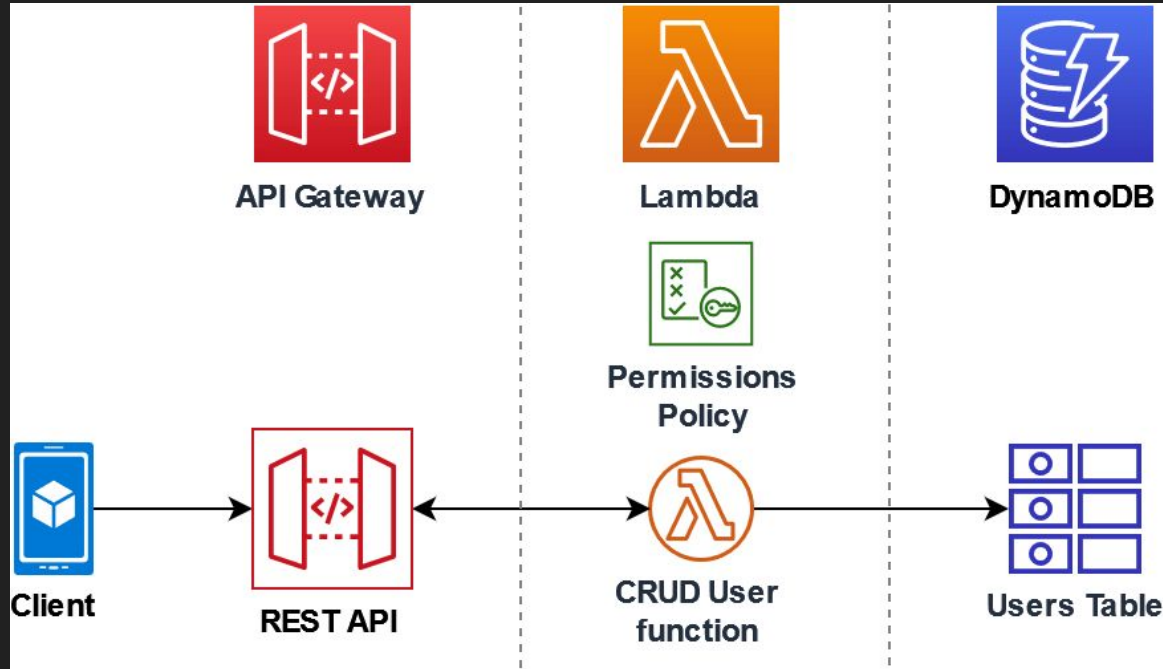 </>
API Gateway
Lambda
DynamoDB
Permissions
Policy
</>
Client
REST API
CRUD User
function
Users Table